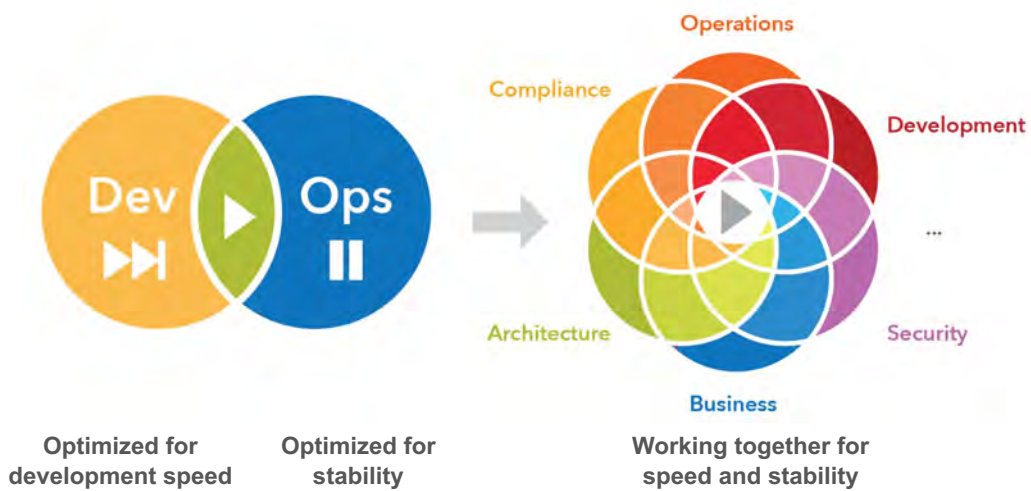 Operations
Compliance
Development
Dev
Ops
...
Architecture
Security
Business
Optimized for
development speed
Optimized for
stability
Working together for
speed and stability